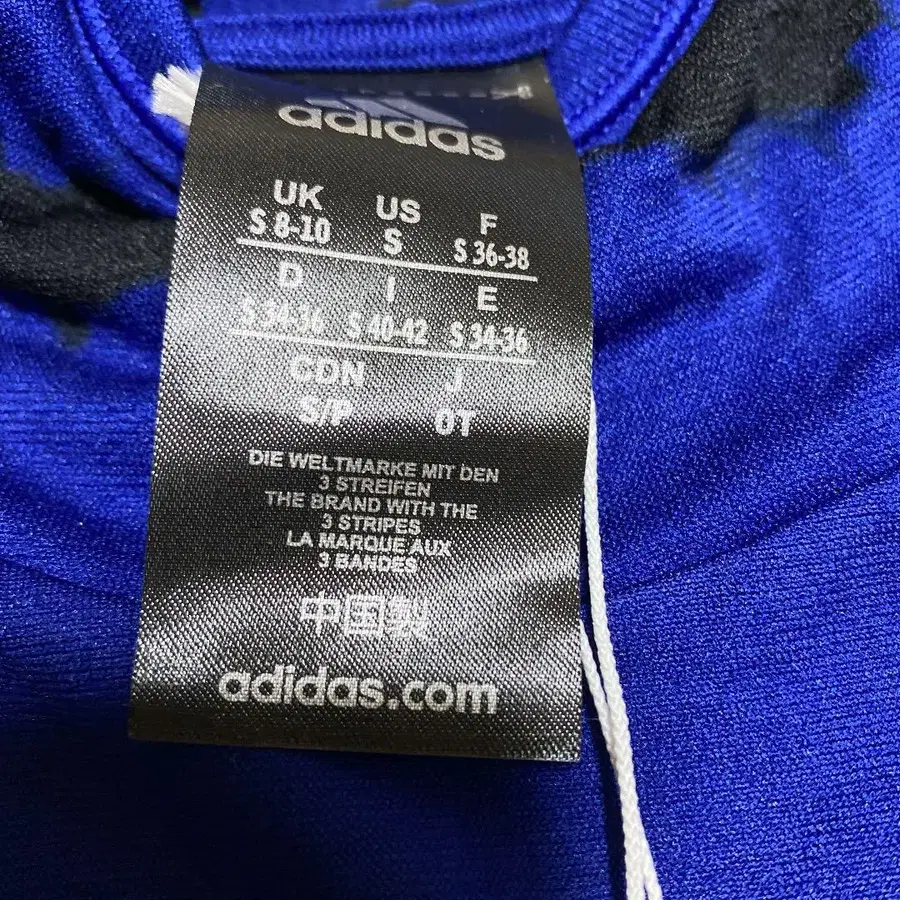 adidas
UK US F
S 8-10 S S 36-38
D I E
S 34-36 S 40-42 S 34-36
CDN J
S/P OT
DIE WELTMARKE MIT DEN
3 STREIFEN
THE BRAND WITH THE
3 STRIPES
LA MARQUE AUX
3 BANDES
中国製
adidas.com